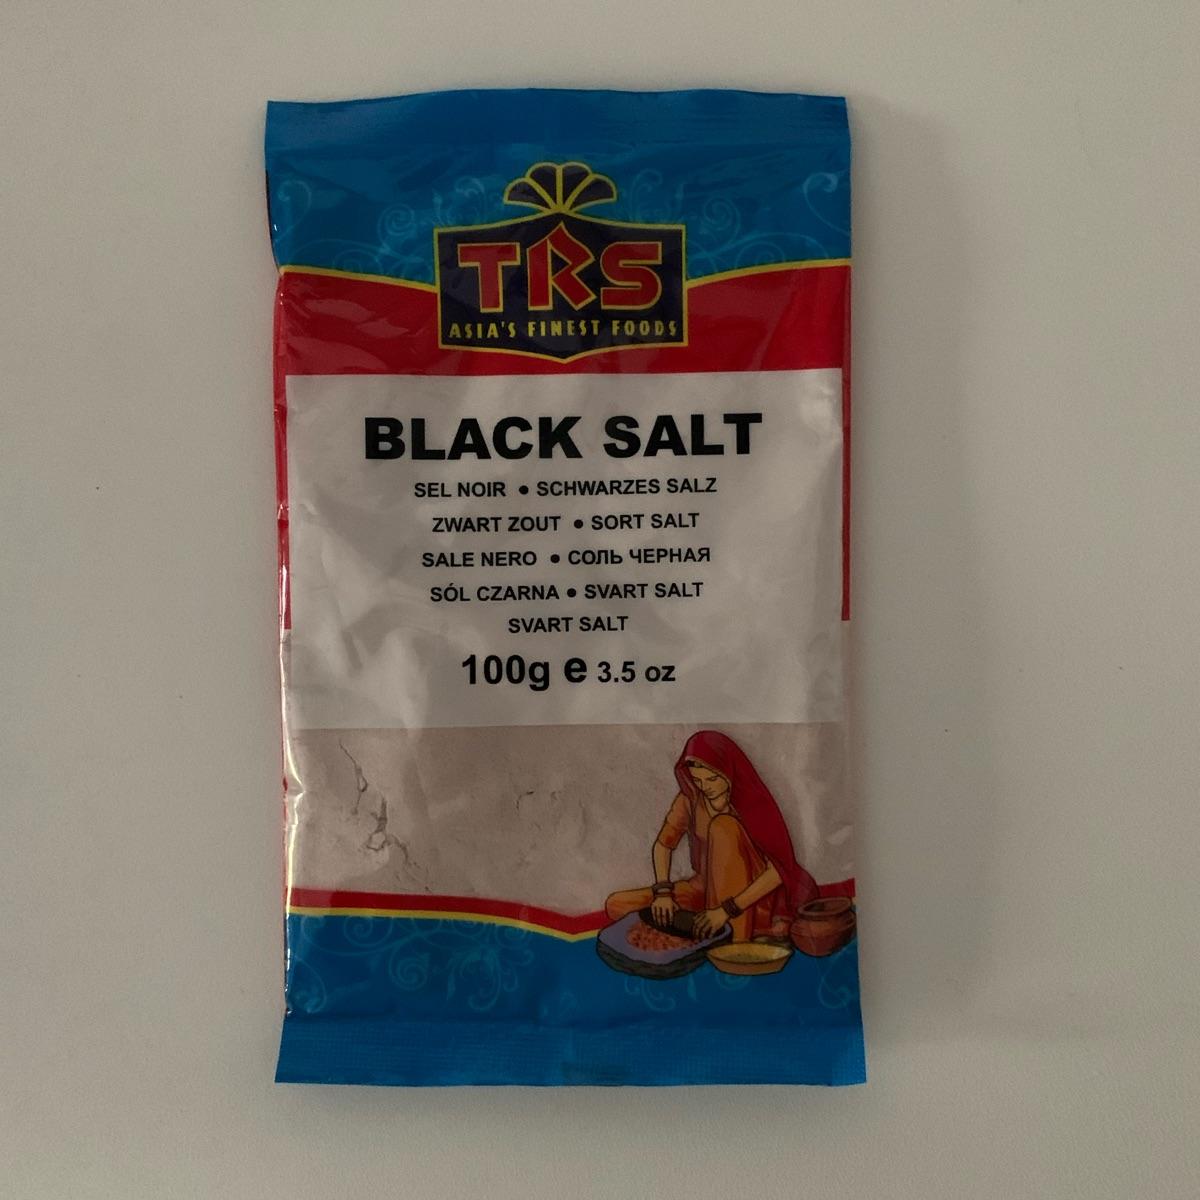 TRS
ASIA'S FINEST FOODS
BLACK SALT
SEL NOIR • SCHWARZES SALZ
ZWART ZOUT • SORT SALT
SALE NERO • СОЛЬ ЧЕРНАЯ
SÓL CZARNA • SVART SALT
SVART SALT
100g e 3.5 oz